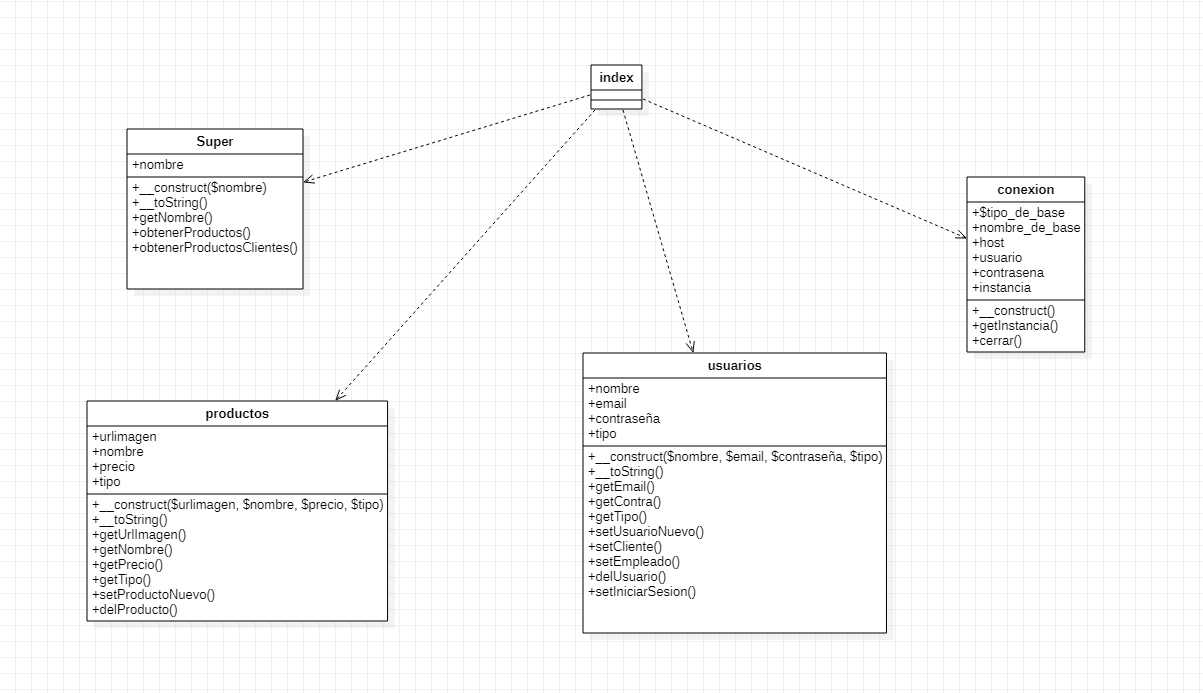 index
Super
+nombre
+__construct($nombre)
+__toString()
+getNombre()
+obtenerProductos()
+obtenerProductosClientes()
conexion
+$tipo_de_base
+nombre_de_base
+host
+usuario
+contrasena
+instancia
+__construct()
+getInstancia()
+cerrar()
productos
+urlimagen
+nombre
+precio
+tipo
+__construct($urlimagen, $nombre, $precio, $tipo)
+__toString()
+getUrlImagen()
+getNombre()
+getPrecio()
+getTipo()
+setProductoNuevo()
+delProducto()
usuarios
+nombre
+email
+contraseña
+tipo
+__construct($nombre, $email, $contraseña, $tipo)
+__toString()
+getEmail()
+getContra()
+getTipo()
+setUsuarioNuevo()
+setCliente()
+setEmpleado()
+delUsuario()
+setIniciarSesion()